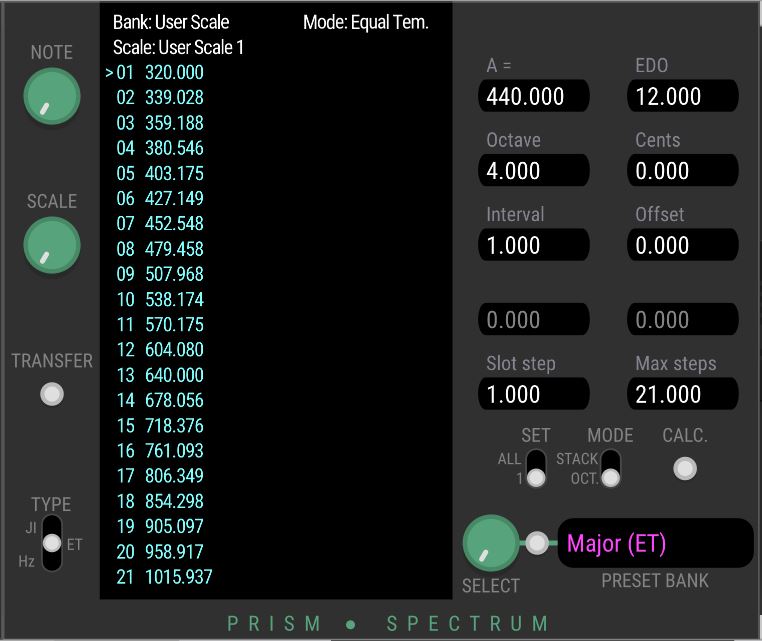 Bank: User Scale Mode: Equal Tem.
Scale: User Scale 1
NOTE
SCALE
TRANSFER
TYPE
JI
ET
Hz
>01 320.000
02 339.028
03 359.188
04 380.546
05 403.175
06 427.149
07 452.548
08 479.458
09 507.968
10 538.174
11 570.175
12 604.080
13 640.000
14 678.056
15 718.376
16 761.093
17 806.349
18 854.298
19 905.097
20 958.917
21 1015.937
A = EDO
440.000 12.000
Octave Cents
4.000 0.000
Interval Offset
1.000 0.000
0.000 0.000
Slot step Max steps
1.000 21.000
SET MODE CALC.
ALL STACK
1 OCT.
Major (ET)
SELECT PRESET BANK
PRISM ● SPECTRUM